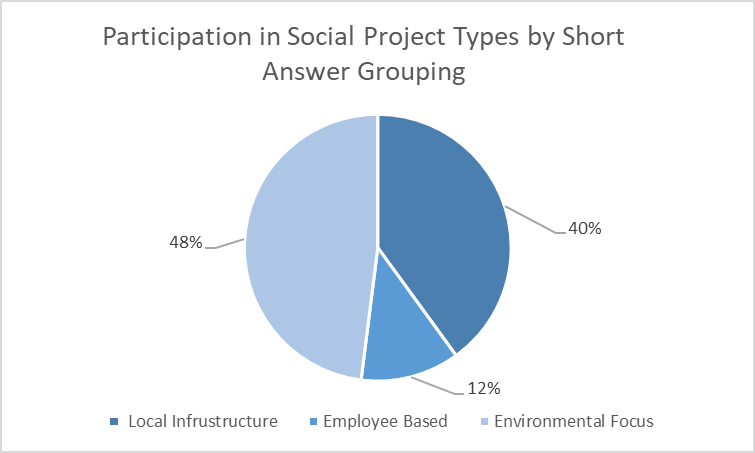 Participation in Social Project Types by Short
Answer Grouping
48%
40%
12%
Local Infrustructure
Employee Based
Environmental Focus